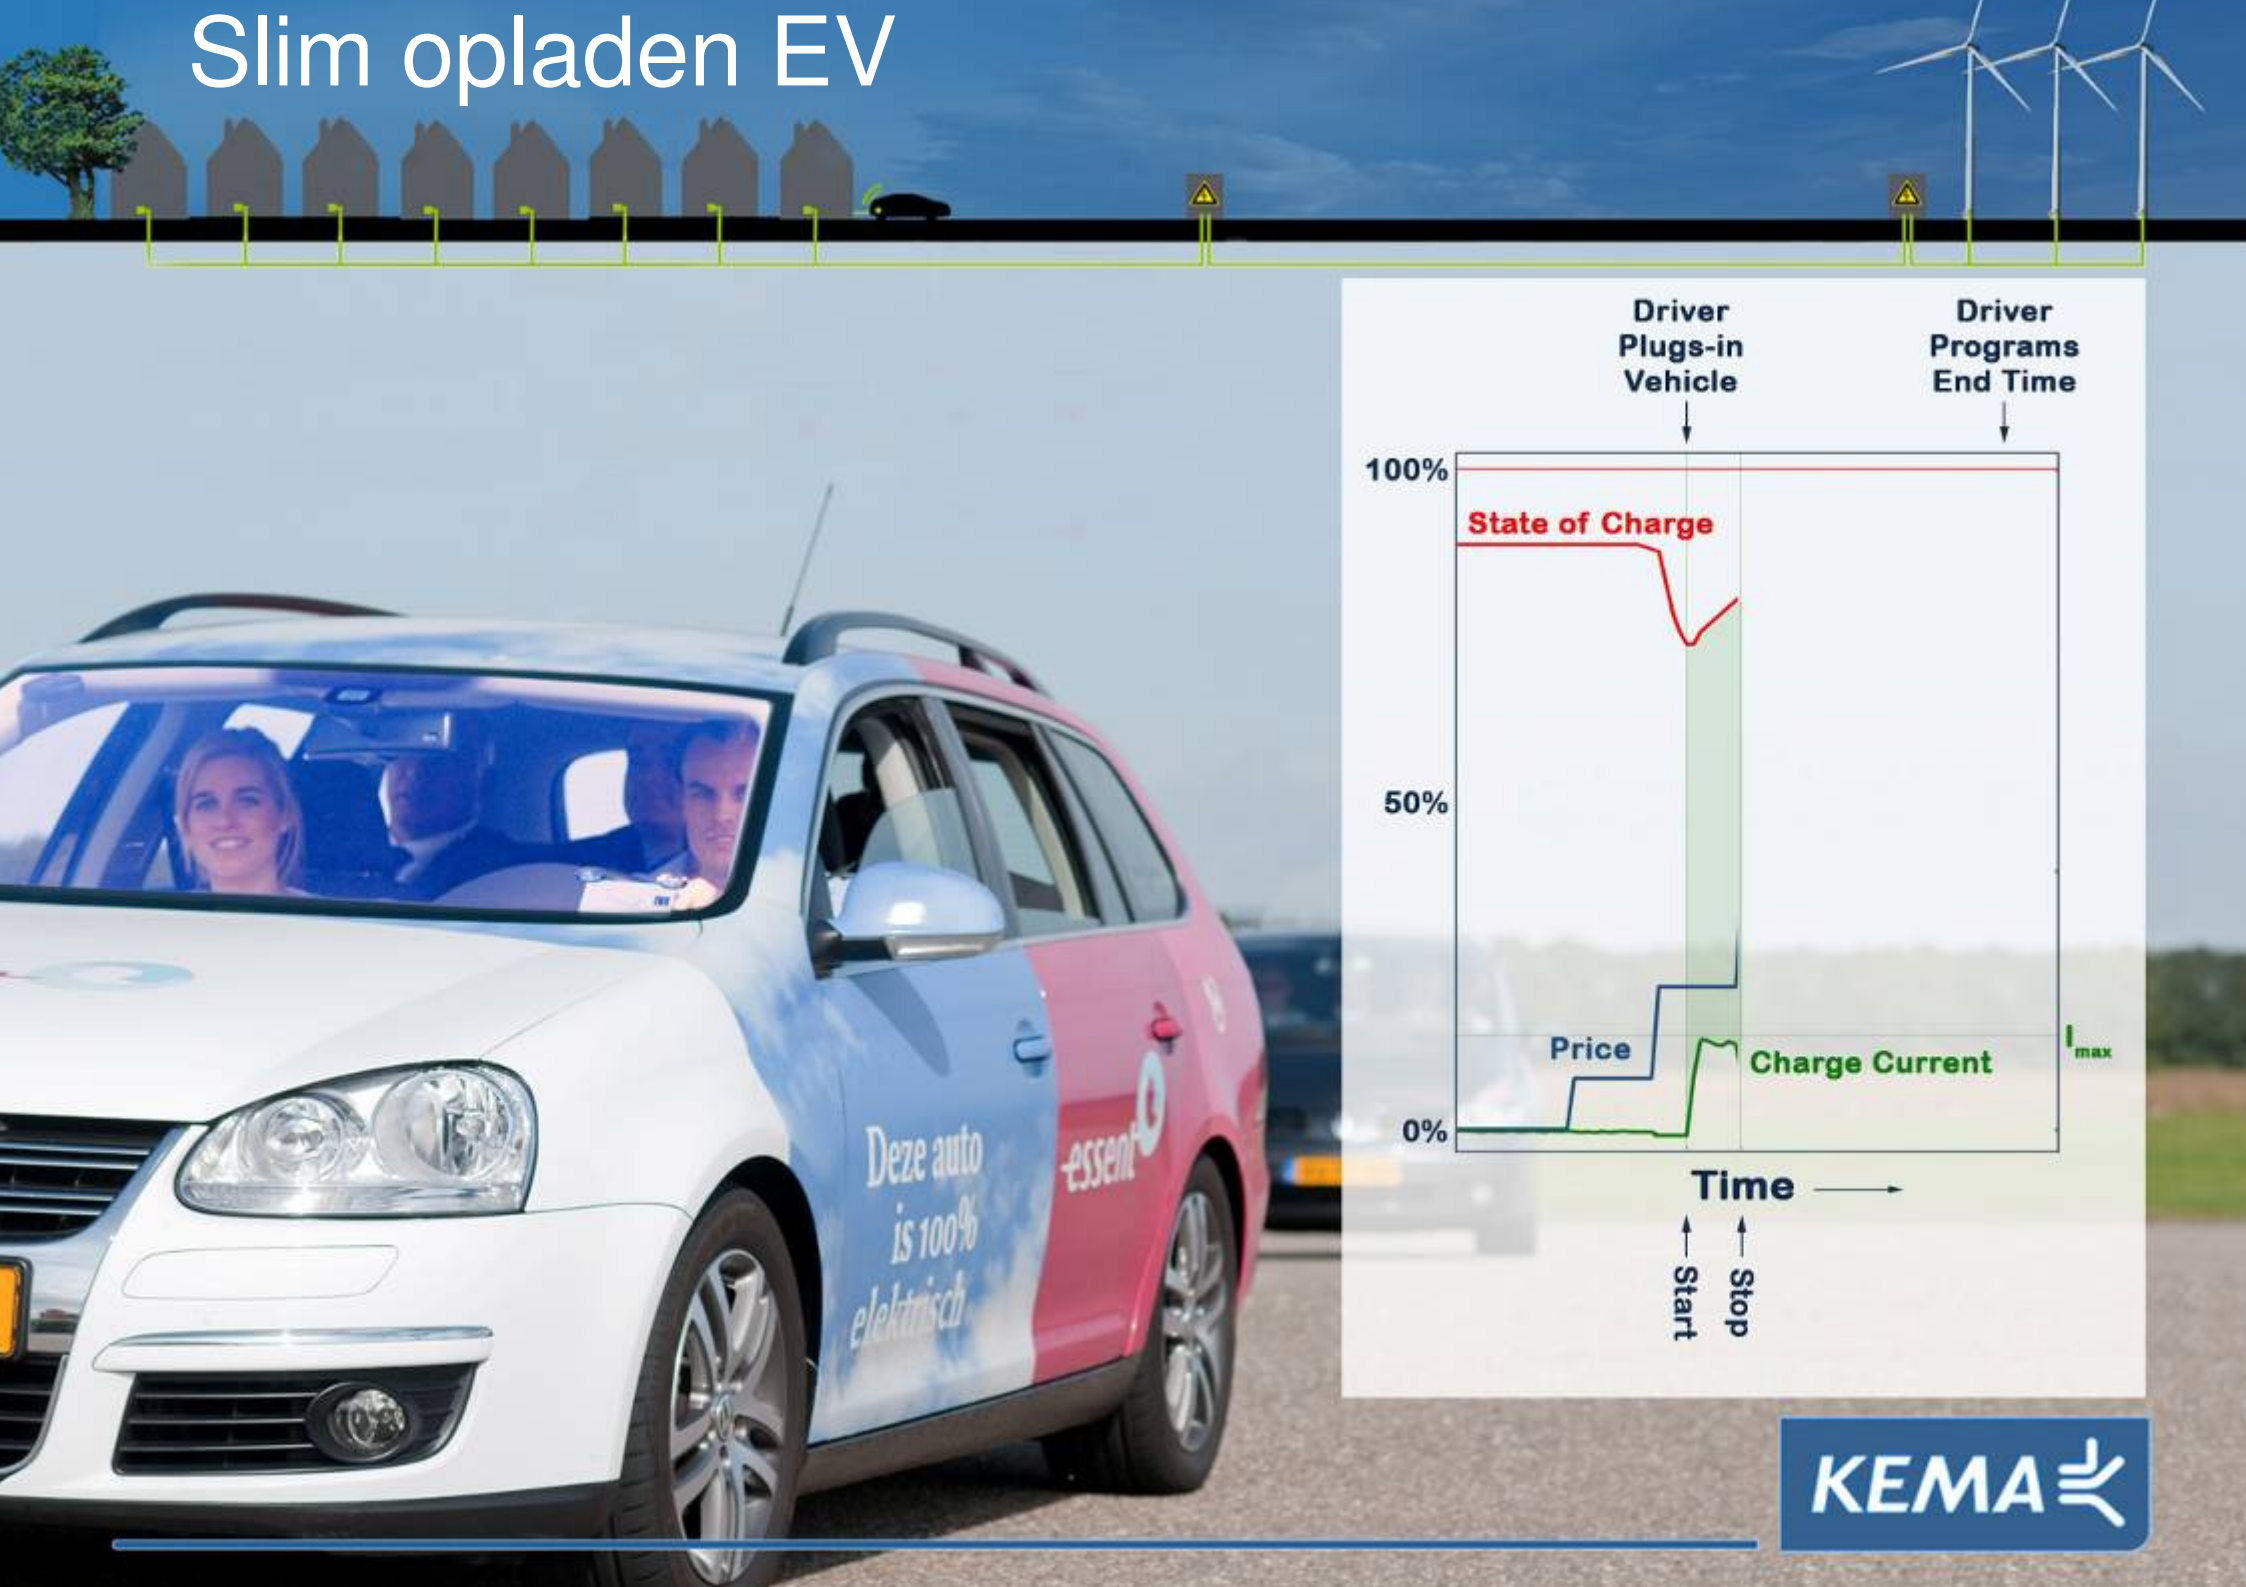 Slim opladen EV
Driver
Plugs-in
Vehicle
Driver
Programs
End Time
100%
State of Charge
50%
Price
Charge Current
Imax
0%
Time
Start
Stop
Deze auto
is 100%
elektrisch
essent
KEMA